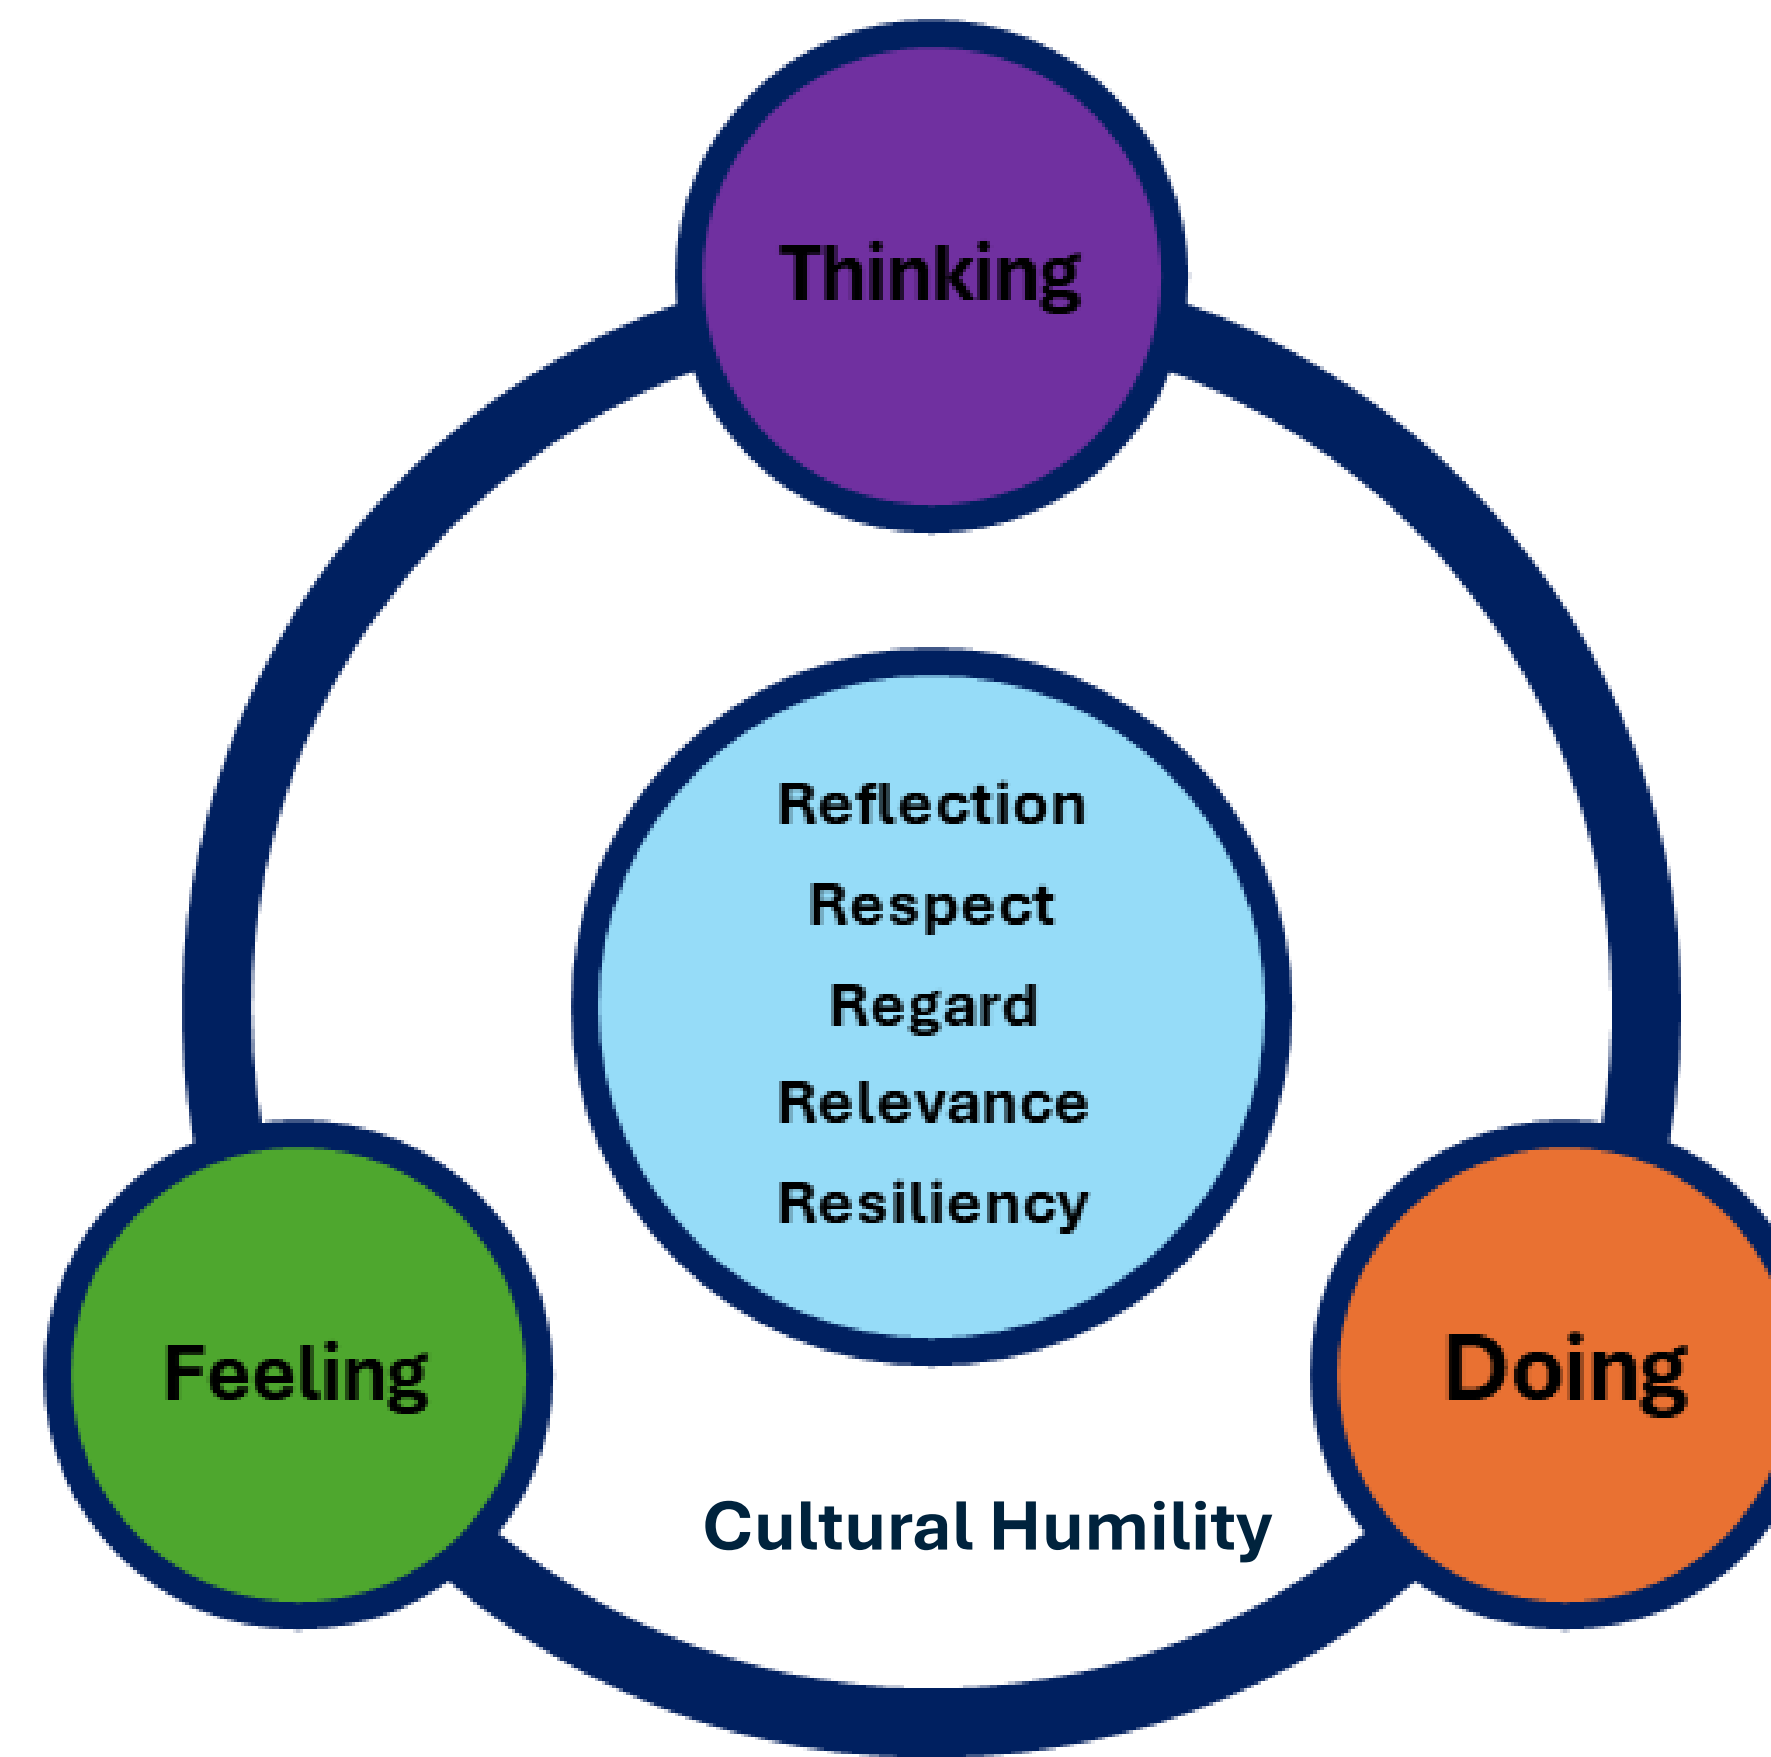 Thinking
Reflection
Respect
Regard
Relevance
Resiliency
Feeling
Doing
Cultural Humility